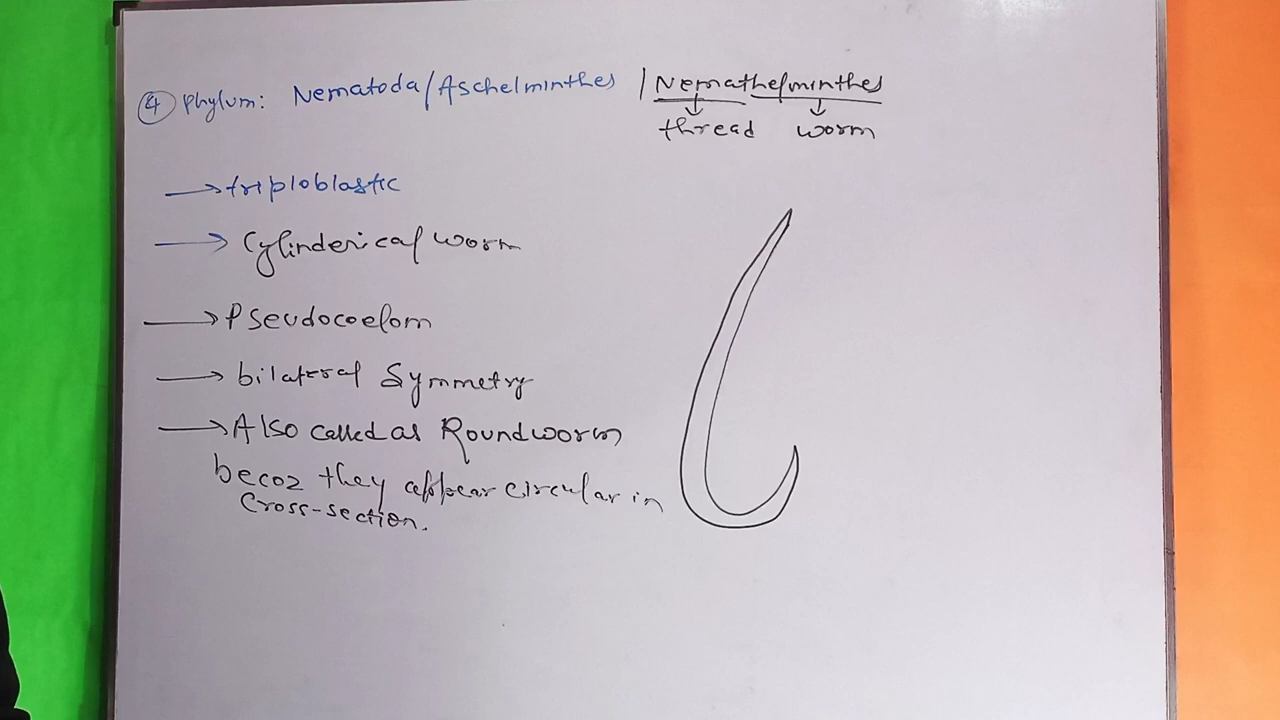 ④ Phylum: Nematoda/Aschelminthes /Nemathelminthes
thread worm
→ triploblastic
→ Cylinderical worm
→ Pseudocoelom
→ bilateral Symmetry
→ Also called as Roundworm
becoz they appear circular in
Cross-section.